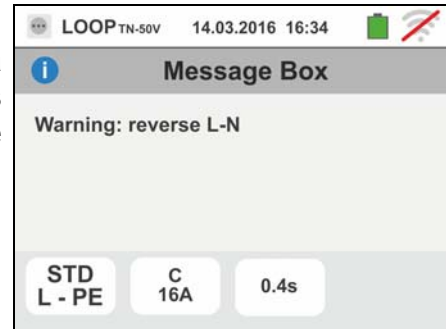 LOOP TN-50V 14.03.2016 16:34
Message Box
Warning: reverse L-N
STD
L - PE
C
16A
0.4s